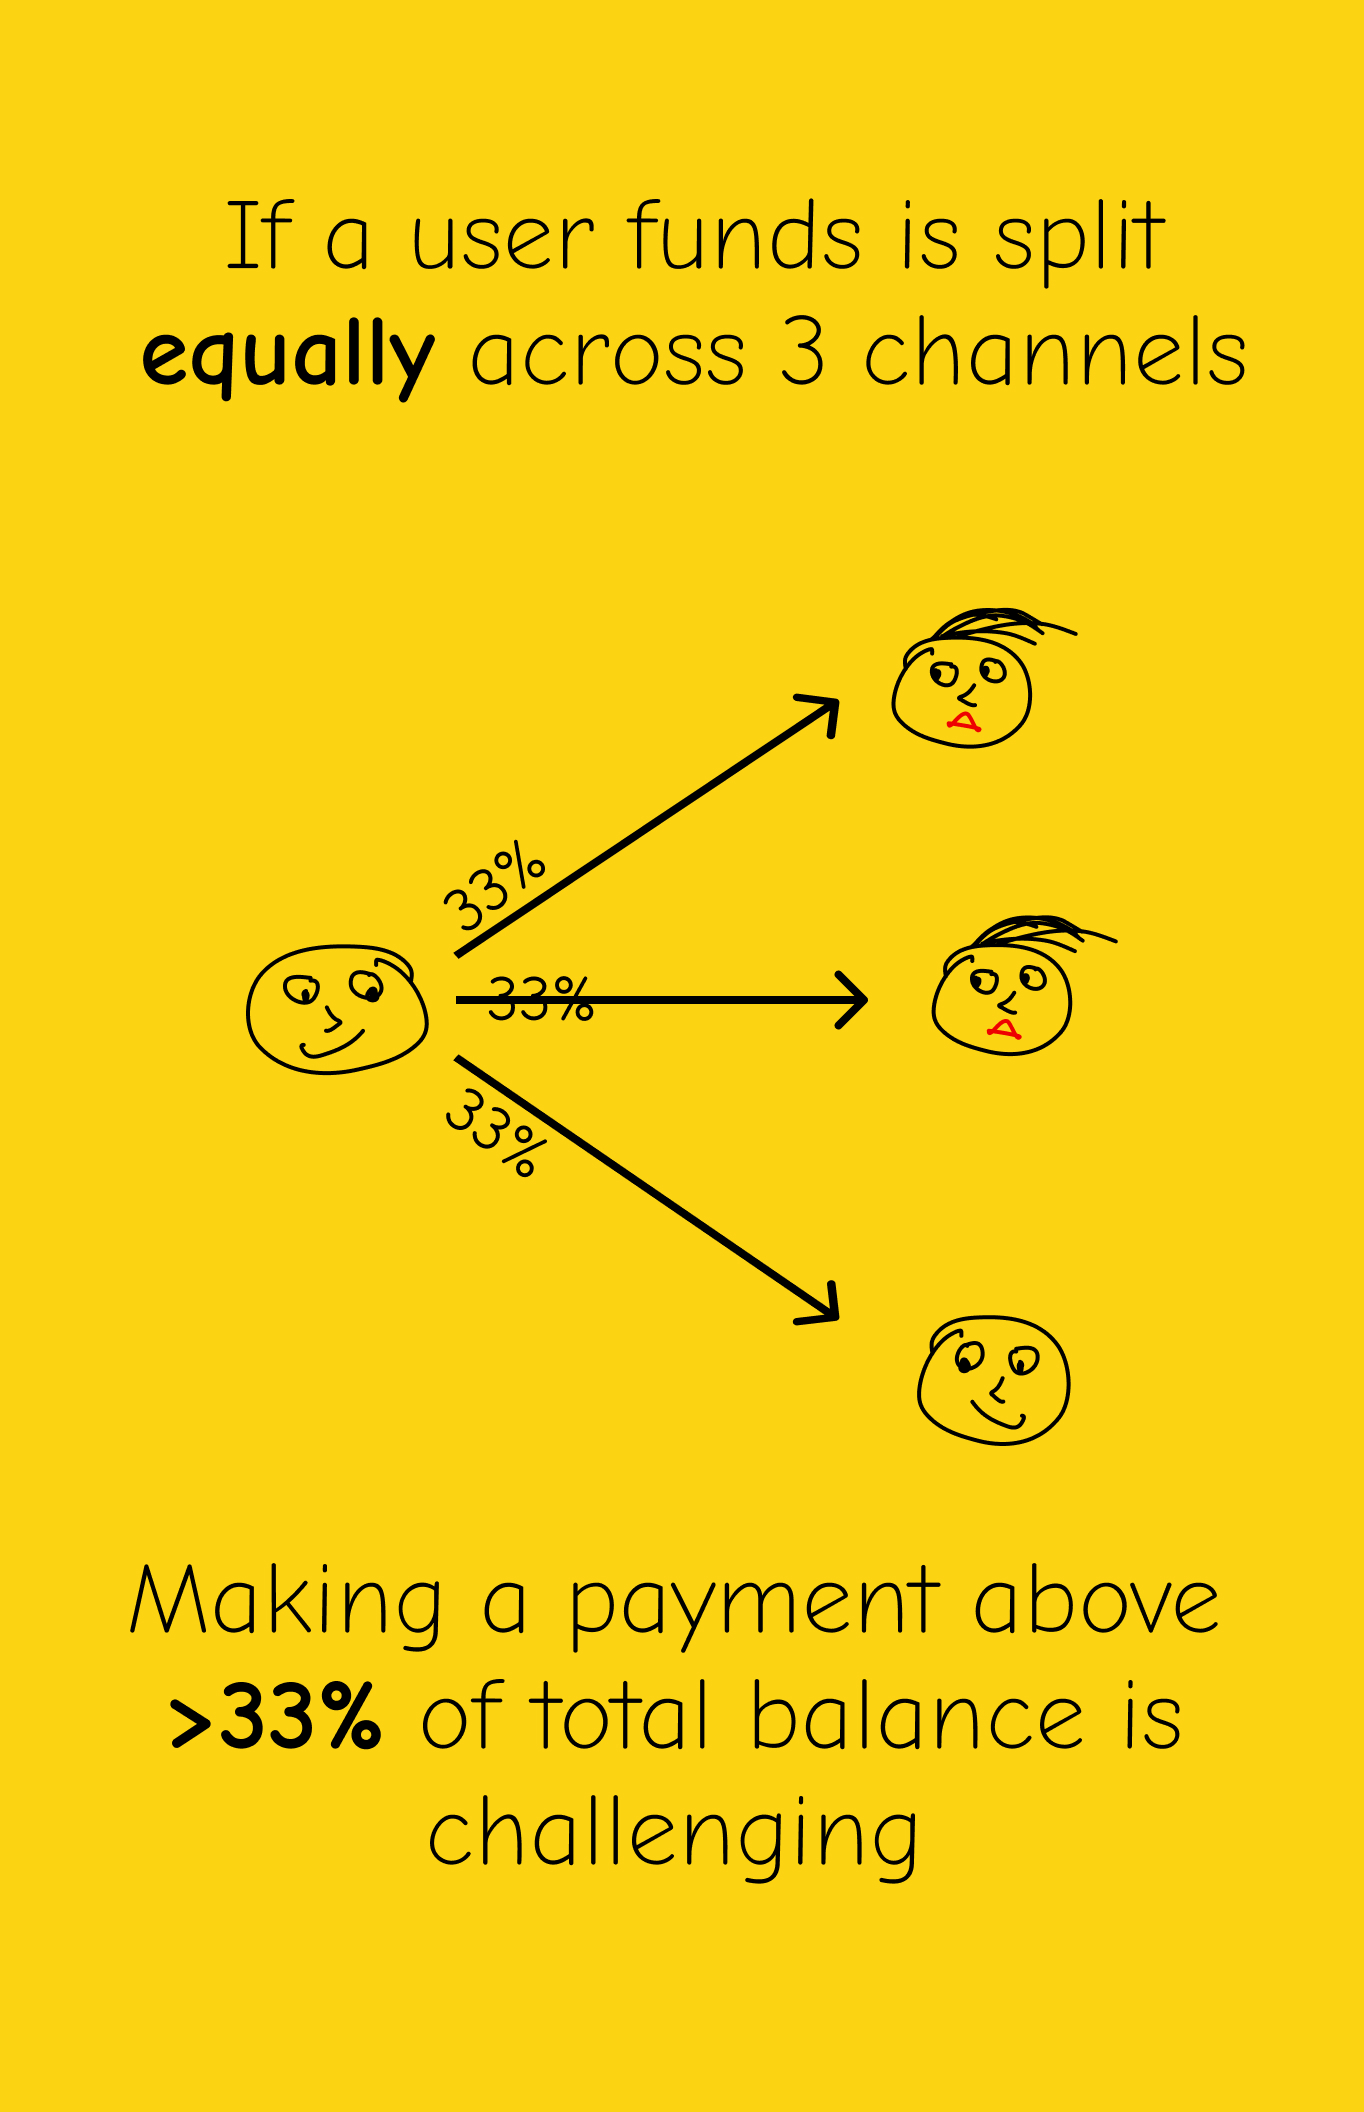 If a user funds is split
equally across 3 channels
33%
33%
33%
Making a payment above
>33% of total balance is
challenging